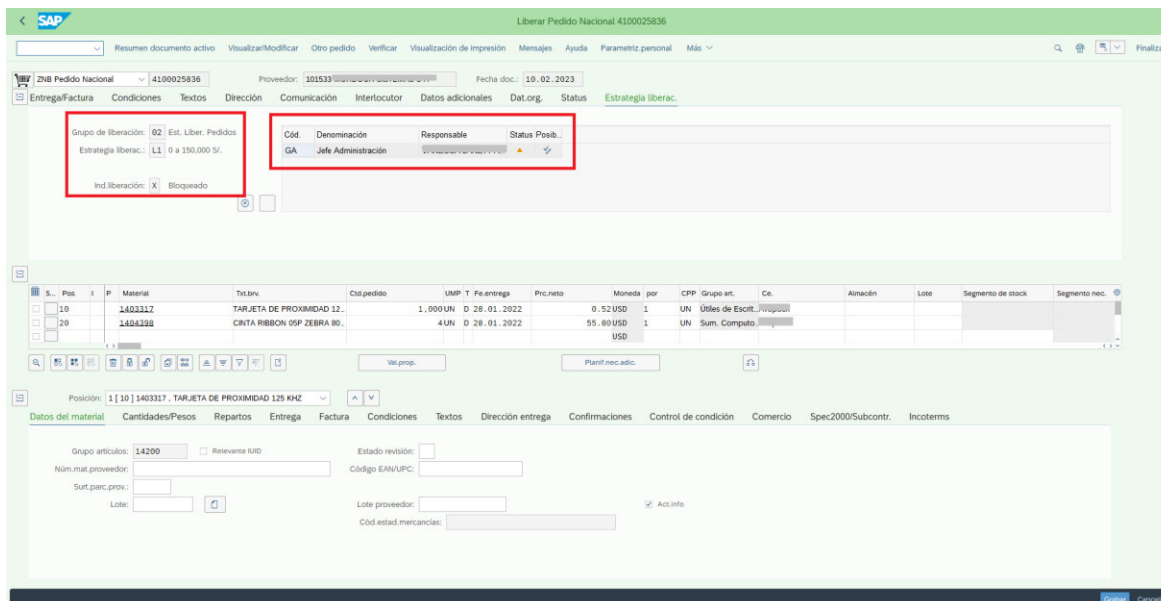 SAP
Liberar Pedido Nacional 4100025836
Resumen documento activo Visualizar/Modificar Otro pedido Verificar Visualización de impresión Mensajes Ayuda Parametriz.personal Más Finaliza
ZNB Pedido Nacional 4100025836 Proveedor: 101533 Fecha doc.: 10.02.2023
Entrega/Factura Condiciones Textos Dirección Comunicación Interlocutor Datos adicionales Dat.org. Status Estrategia liberac.
Grupo de liberación: 02 Est. Liber. Pedidos
Estrategia liberac.: L1 0 a 150,000 S/.
Ind.liberación: X Bloqueado
Cód. Denominación Responsable Status Posib..
GA Jefe Administración
S... Pos I P Material Txt.brv. Ctd.pedido UMP T Fe.entrega Prc.neto Moneda por CPP Grupo art. Ce. Almacén Lote Segmento de stock Segmento nec.
10 1403317 TARJETA DE PROXIMIDAD 12.. 1,000 UN D 28.01.2022 0.52 USD 1 UN Útiles de Escrit..
20 1404398 CINTA RIBBON 05P ZEBRA 80.. 4 UN D 28.01.2022 55.80 USD 1 UN Sum. Computo..
USD
Val.prop. Planif.nec.adic.
Posición: 1 [ 10 ] 1403317 , TARJETA DE PROXIMIDAD 125 KHZ
Datos del material Cantidades/Pesos Repartos Entrega Factura Condiciones Textos Dirección entrega Confirmaciones Control de condición Comercio Spec2000/Subcontr. Incoterms
Grupo artículos: 14200 Relevante IUID Estado revisión:
Núm.mat.proveedor: Código EAN/UPC:
Surt.parc.prov.:
Lote: Lote proveedor: Act.info
Cód.estad.mercancías:
Grabar Cancel